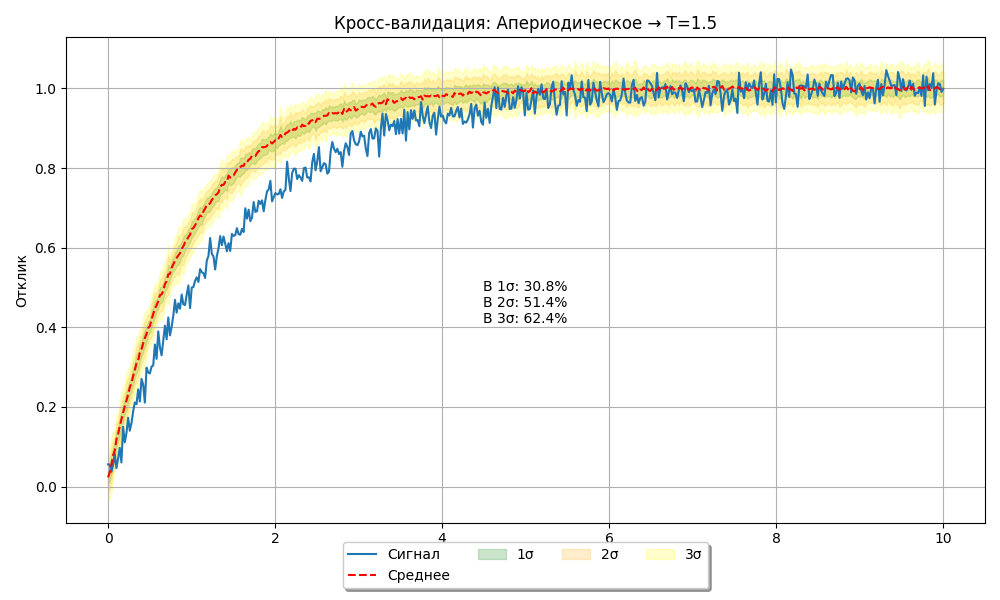 Кросс-валидация: Апериодическое → T=1.5
Отклик
1.0
0.8
0.6
0.4
0.2
0.0
В 1σ: 30.8%
В 2σ: 51.4%
В 3σ: 62.4%
0 2 4 6 8 10
Сигнал 1σ 2σ 3σ
Среднее